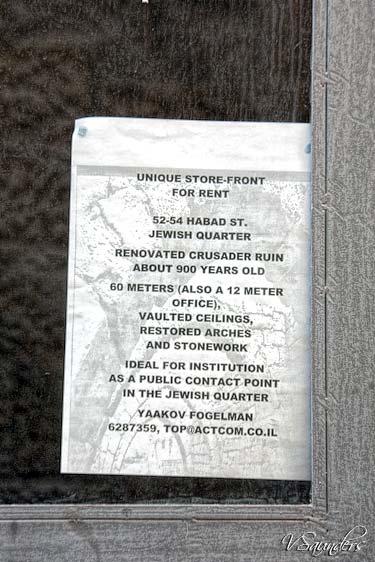 UNIQUE STORE-FRONT
FOR RENT
52-54 HABAD ST.
JEWISH QUARTER
RENOVATED CRUSADER RUIN
ABOUT 900 YEARS OLD
60 METERS (ALSO A 12 METER
OFFICE),
VAULTED CEILINGS,
RESTORED ARCHES
AND STONEWORK
IDEAL FOR INSTITUTION
AS A PUBLIC CONTACT POINT
IN THE JEWISH QUARTER
YAAKOV FOGELMAN
6287359, TOP@ACTCOM.CO.IL
VSaunders